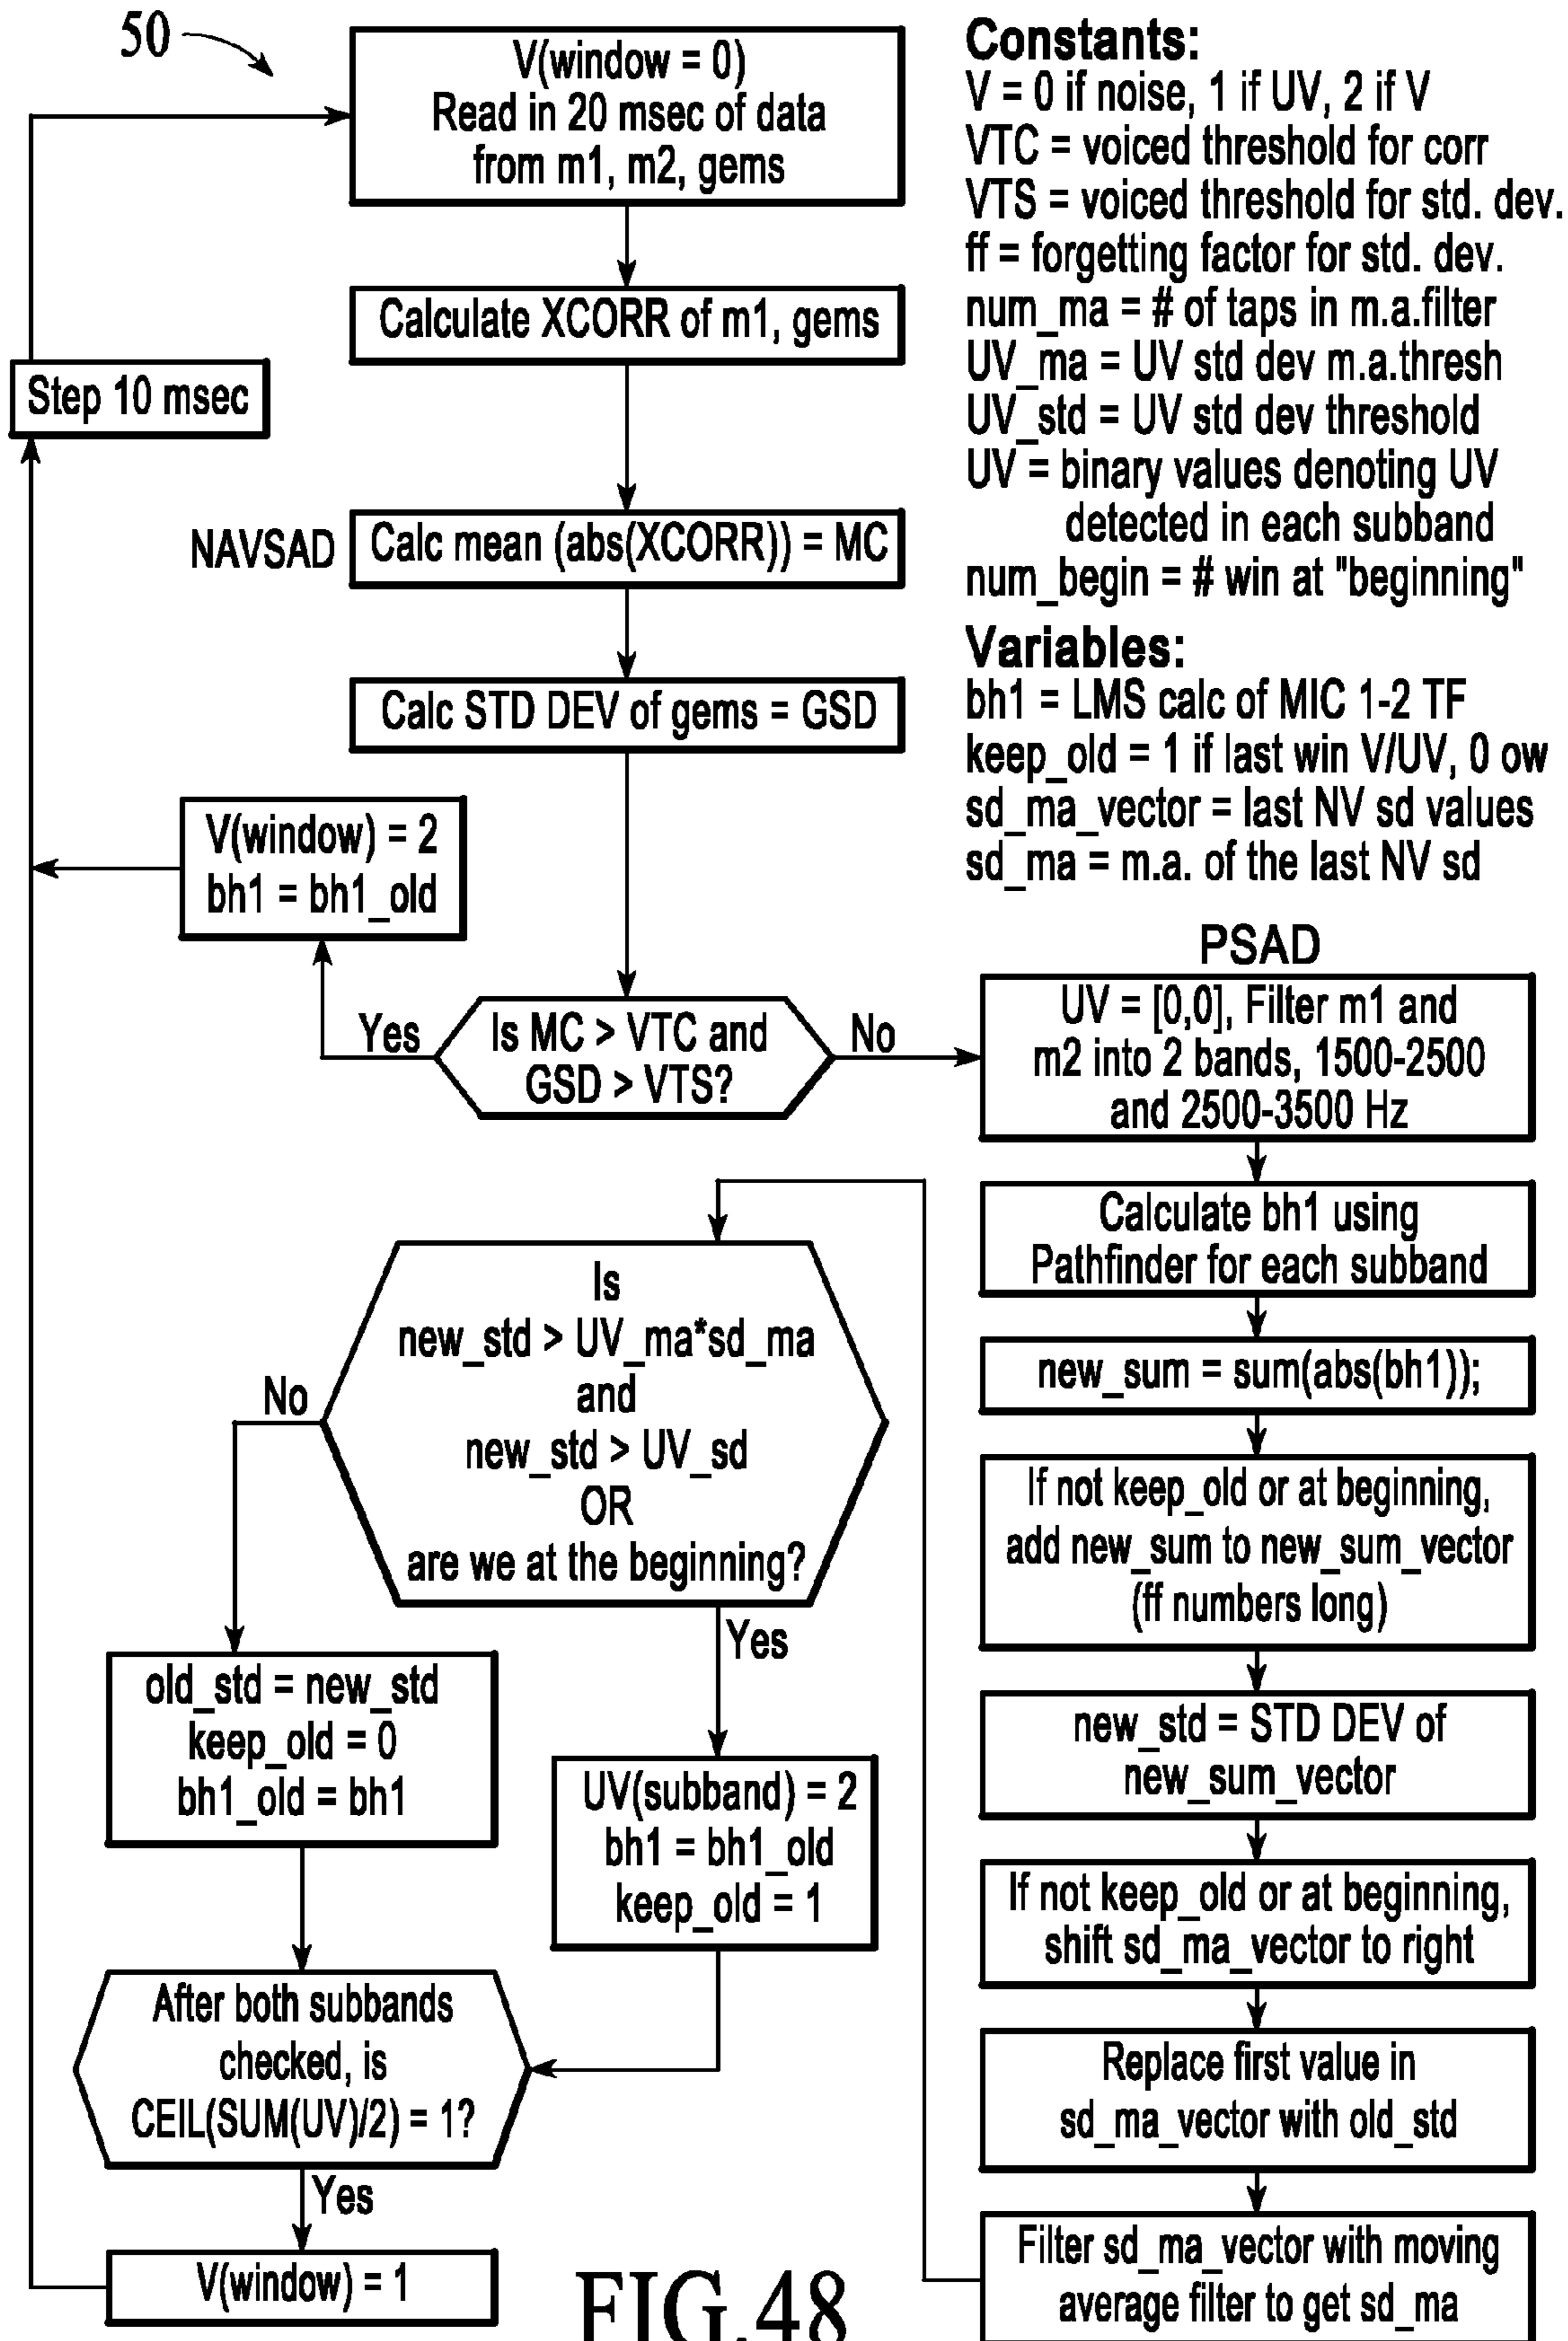 50
V(window = 0)
Read in 20 msec of data
from m1, m2, gems
Calculate XCORR of m1, gems
Step 10 msec
NAVSAD
Calc mean (abs(XCORR)) = MC
Calc STD DEV of gems = GSD
V(window) = 2
bh1 = bh1_old
Yes
Is MC > VTC and
GSD > VTS?
No
Constants:
V = 0 if noise, 1 if UV, 2 if V
VTC = voiced threshold for corr
VTS = voiced threshold for std. dev.
ff = forgetting factor for std. dev.
num_ma = # of taps in m.a.filter
UV_ma = UV std dev m.a.thresh
UV_std = UV std dev threshold
UV = binary values denoting UV
detected in each subband
num_begin = # win at "beginning"
Variables:
bh1 = LMS calc of MIC 1-2 TF
keep_old = 1 if last win V/UV, 0 ow
sd_ma_vector = last NV sd values
sd_ma = m.a. of the last NV sd
PSAD
UV = [0,0], Filter m1 and
m2 into 2 bands, 1500-2500
and 2500-3500 Hz
Calculate bh1 using
Pathfinder for each subband
new_sum = sum(abs(bh1));
If not keep_old or at beginning,
add new_sum to new_sum_vector
(ff numbers long)
new_std = STD DEV of
new_sum_vector
If not keep_old or at beginning,
shift sd_ma_vector to right
Replace first value in
sd_ma_vector with old_std
Filter sd_ma_vector with moving
average filter to get sd_ma
Is
new_std > UV_ma*sd_ma
and
new_std > UV_sd
OR
are we at the beginning?
No
Yes
old_std = new_std
keep_old = 0
bh1_old = bh1
UV(subband) = 2
bh1 = bh1_old
keep_old = 1
After both subbands
checked, is
CEIL(SUM(UV)/2) = 1?
Yes
V(window) = 1
FIG.48